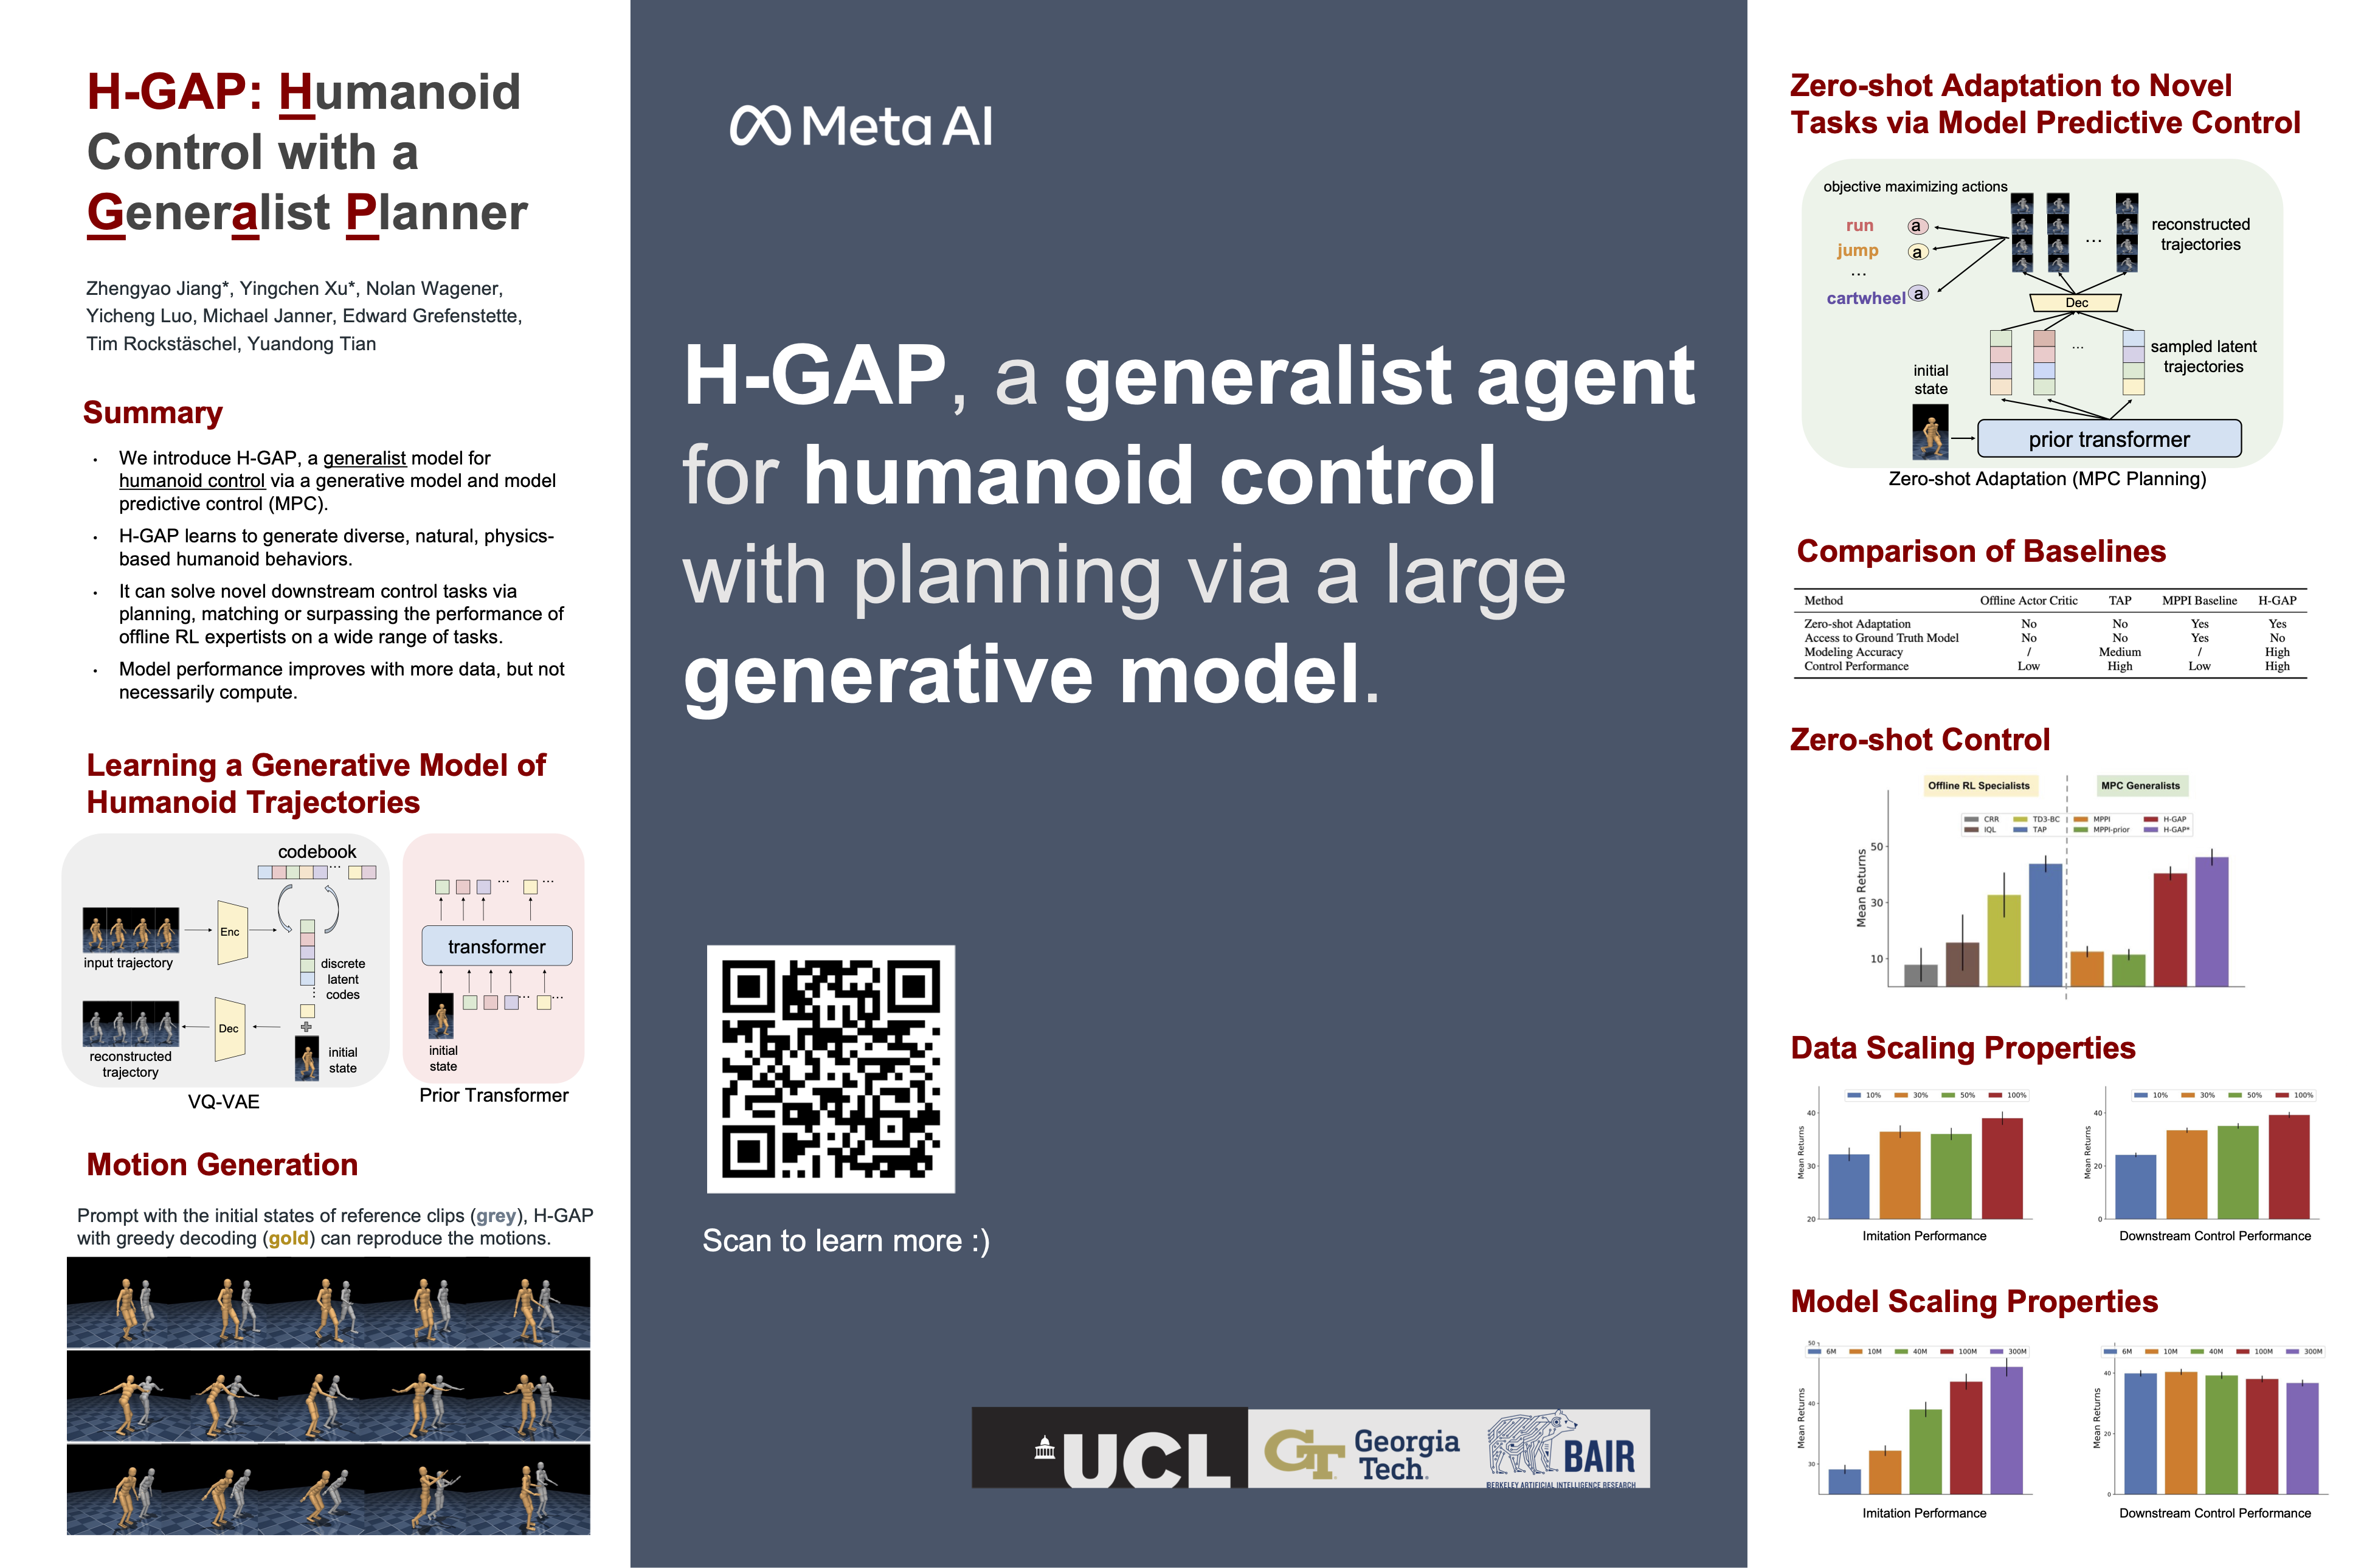 H-GAP: Humanoid
Control with a
Generalist Planner
Zhengyao Jiang*, Yingchen Xu*, Nolan Wagener,
Yicheng Luo, Michael Janner, Edward Grefenstette,
Tim Rockstäschel, Yuandong Tian
Summary
• We introduce H-GAP, a generalist model for
humanoid control via a generative model and model
predictive control (MPC).
• H-GAP learns to generate diverse, natural, physics-
based humanoid behaviors.
• It can solve novel downstream control tasks via
planning, matching or surpassing the performance of
offline RL expertists on a wide range of tasks.
• Model performance improves with more data, but not
necessarily compute.
Learning a Generative Model of
Humanoid Trajectories
codebook
...
Enc
input trajectory
discrete
latent
codes
Dec
reconstructed
trajectory
initial
state
VQ-VAE
... ...
transformer
... ...
initial
state
Prior Transformer
Motion Generation
Prompt with the initial states of reference clips (grey), H-GAP
with greedy decoding (gold) can reproduce the motions.
Meta AI
H-GAP, a generalist agent
for humanoid control
with planning via a large
generative model.
Scan to learn more :)
UCL
GT Georgia
Tech.
BAIR
BERKELEY ARTIFICIAL INTELLIGENCE RESEARCH
Zero-shot Adaptation to Novel
Tasks via Model Predictive Control
objective maximizing actions
run a
jump a
...
cartwheel a
...
reconstructed
trajectories
Dec
...
sampled latent
trajectories
initial
state
prior transformer
Zero-shot Adaptation (MPC Planning)
Comparison of Baselines
Method Offline Actor Critic TAP MPPI Baseline H-GAP
Zero-shot Adaptation No No Yes Yes
Access to Ground Truth Model No No Yes No
Modeling Accuracy / Medium / High
Control Performance Low High Low High
Zero-shot Control
Offline RL Specialists MPC Generalists
CRR TD3-BC MPPI H-GAP
IQL TAP MPPI-prior H-GAP*
Mean Returns
50
30
10
Data Scaling Properties
10% 30% 50% 100%
Mean Returns
40
30
20
Imitation Performance
10% 30% 50% 100%
Mean Returns
40
20
0
Downstream Control Performance
Model Scaling Properties
6M 10M 40M 100M 300M
Mean Returns
50
40
30
Imitation Performance
6M 10M 40M 100M 300M
Mean Returns
40
20
0
Downstream Control Performance